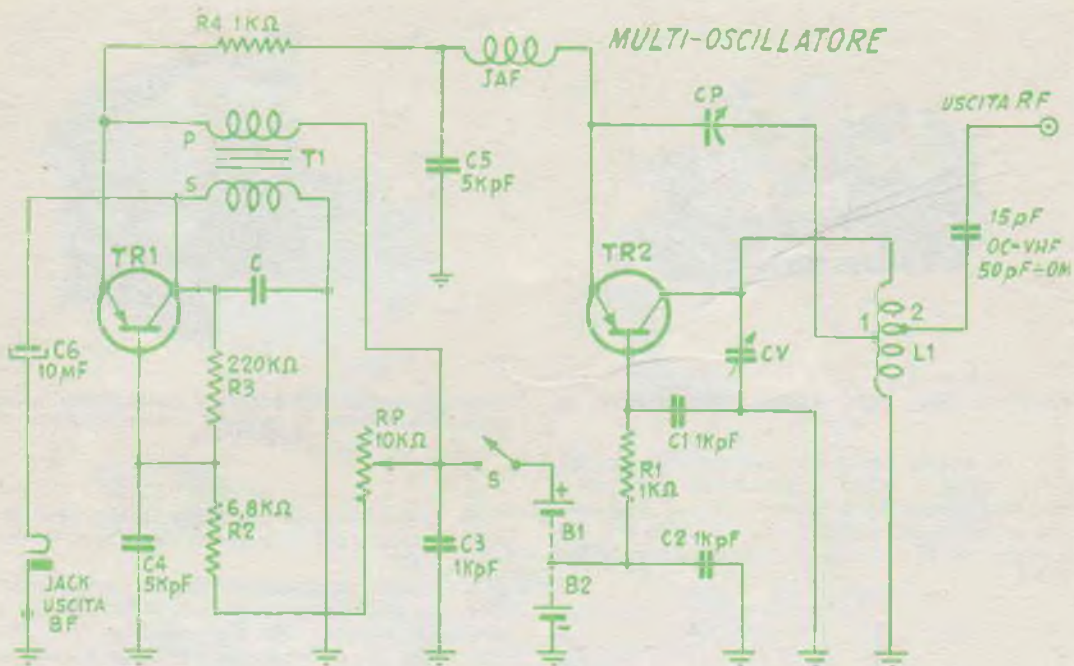 MULTI-OSCILLATORE
R4 1KΩ
JAF
CP
USCITA RF
P
T1
S
C5
5KpF
15pF
OC-VHF
50pF-OM
TR1
C
TR2
1
2
L1
CV
C6
10MF
220KΩ
R3
RP
10KΩ
S
C1 1KpF
R1
1KΩ
+
B1
6,8KΩ
R2
C4
5KpF
C3
1KpF
C2 1KpF
B2
-
JACK
USCITA
BF